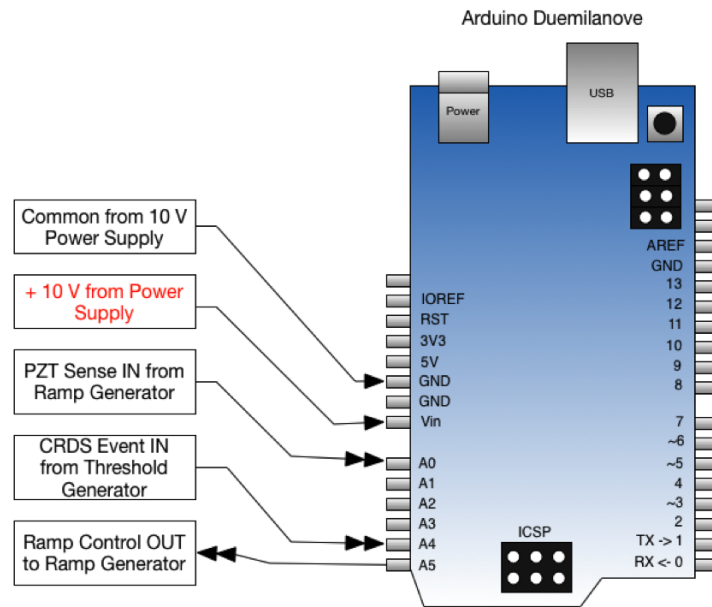 Arduino Duemilanove
Power
USB
Common from 10 V
Power Supply
+ 10 V from Power
Supply
PZT Sense IN from
Ramp Generator
CRDS Event IN
from Threshold
Generator
Ramp Control OUT
to Ramp Generator
IOREF
RST
3V3
5V
GND
GND
Vin
A0
A1
A2
A3
A4
A5
ICSP
AREF
GND
13
12
11
10
9
8
7
~6
~5
4
~3
2
TX -> 1
RX <- 0